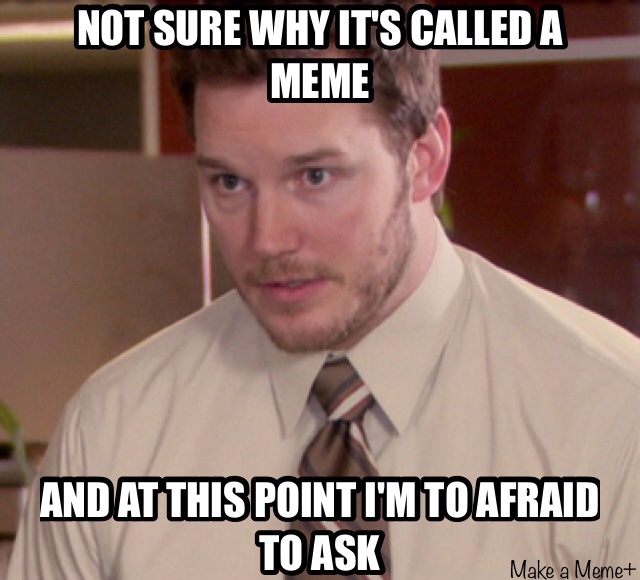 NOT SURE WHY IT'S CALLED A
MEME
AND AT THIS POINT I'M TO AFRAID
TO ASK
Make a Meme+